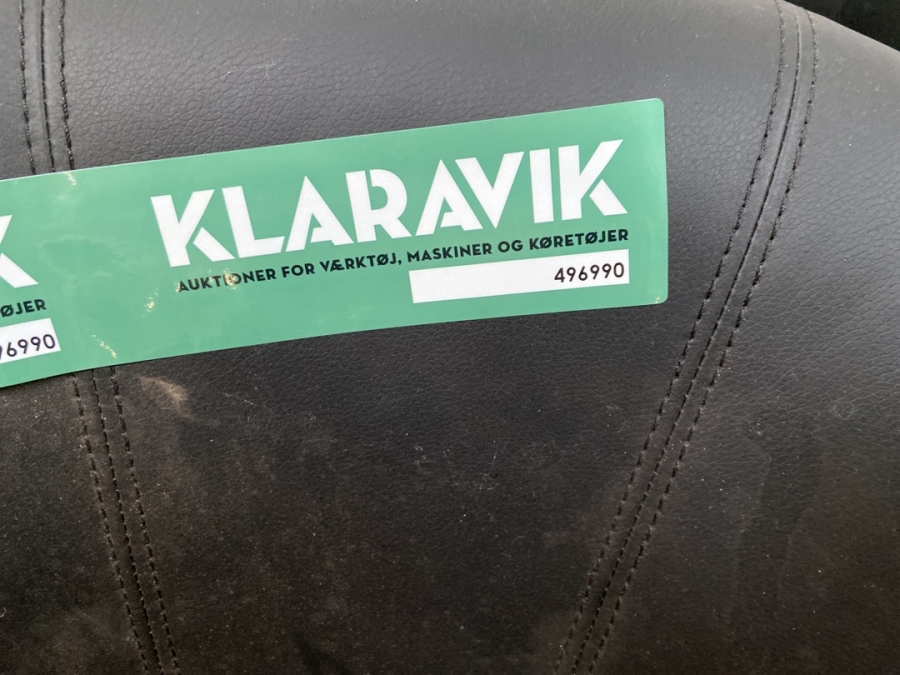 KLARAVIK
AUKTIONER FOR VÆRKTØJ, MASKINER OG KØRETØJER
496990